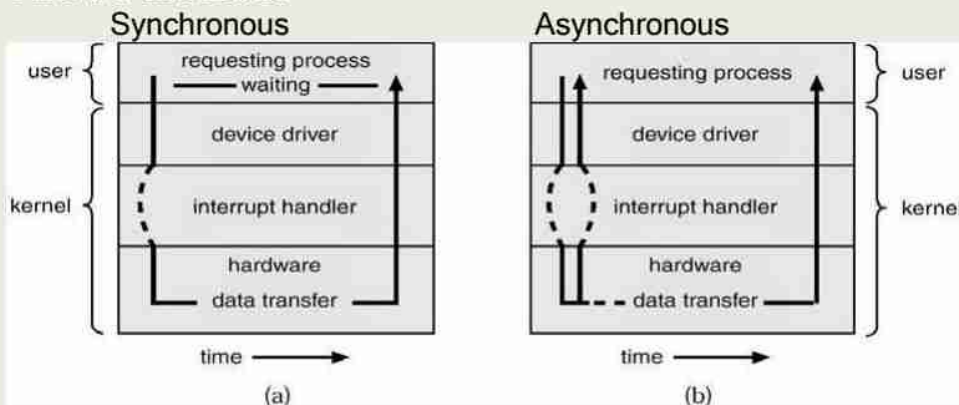 Synchronous
user
requesting process
waiting
device driver
kernel
interrupt handler
hardware
data transfer
time
(a)
Asynchronous
requesting process
user
device driver
interrupt handler
kernel
hardware
data transfer
time
(b)